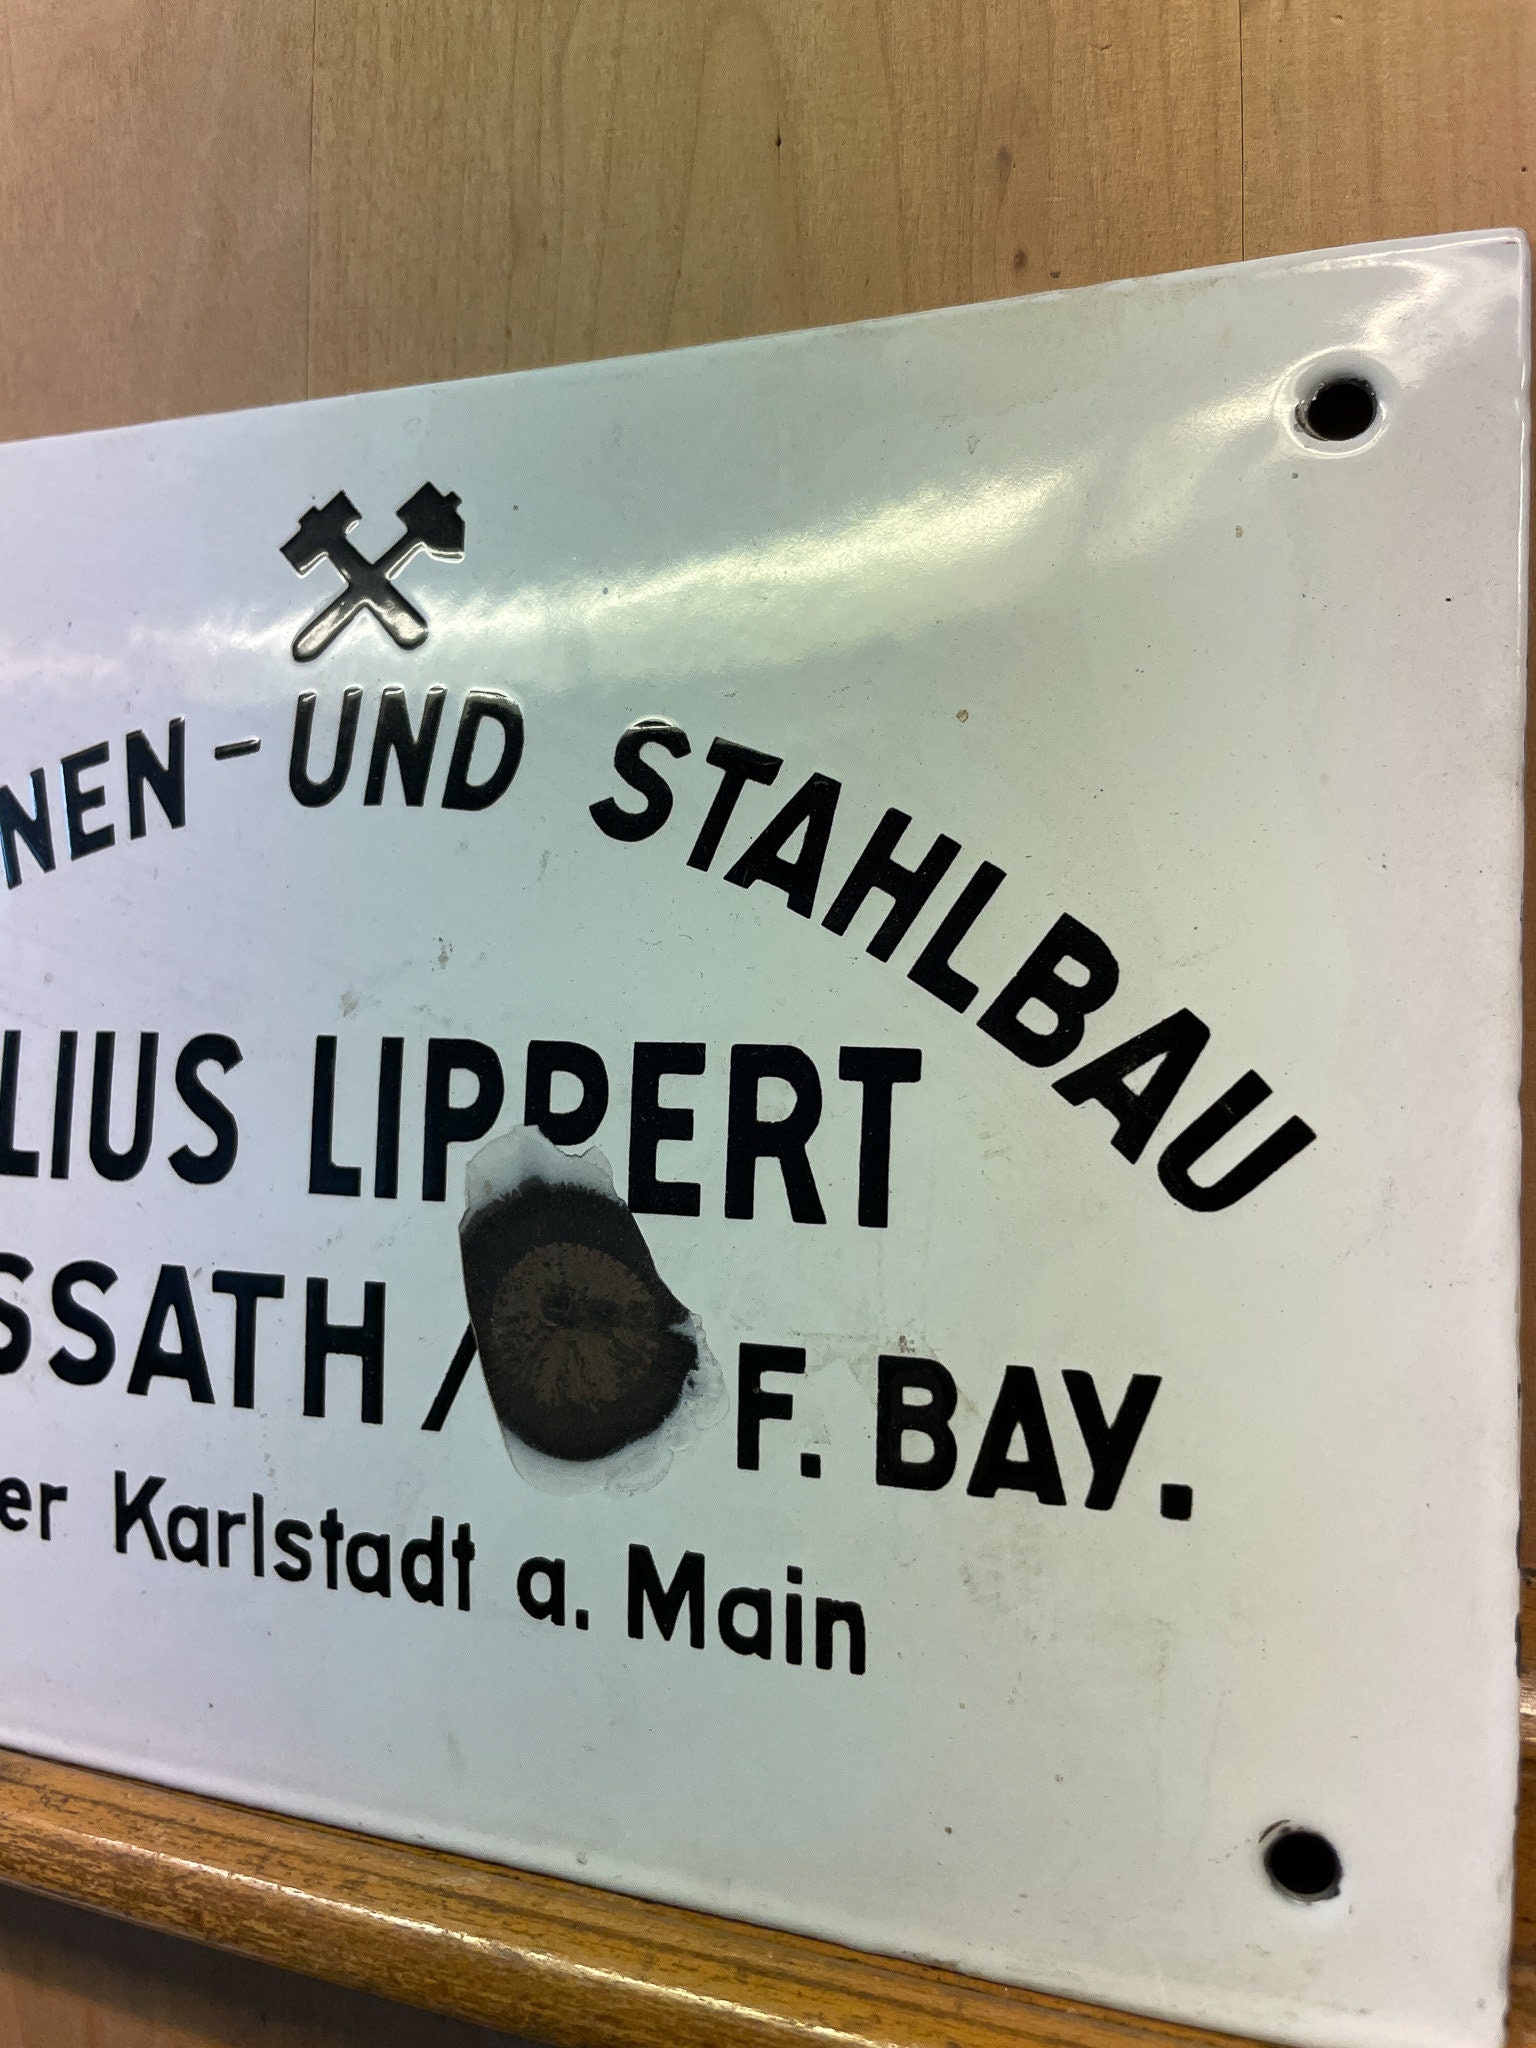 NEN-UND STAHLBAU
LIUS LIPPERT
SSATH / F. BAY.
er Karlstadt a. Main